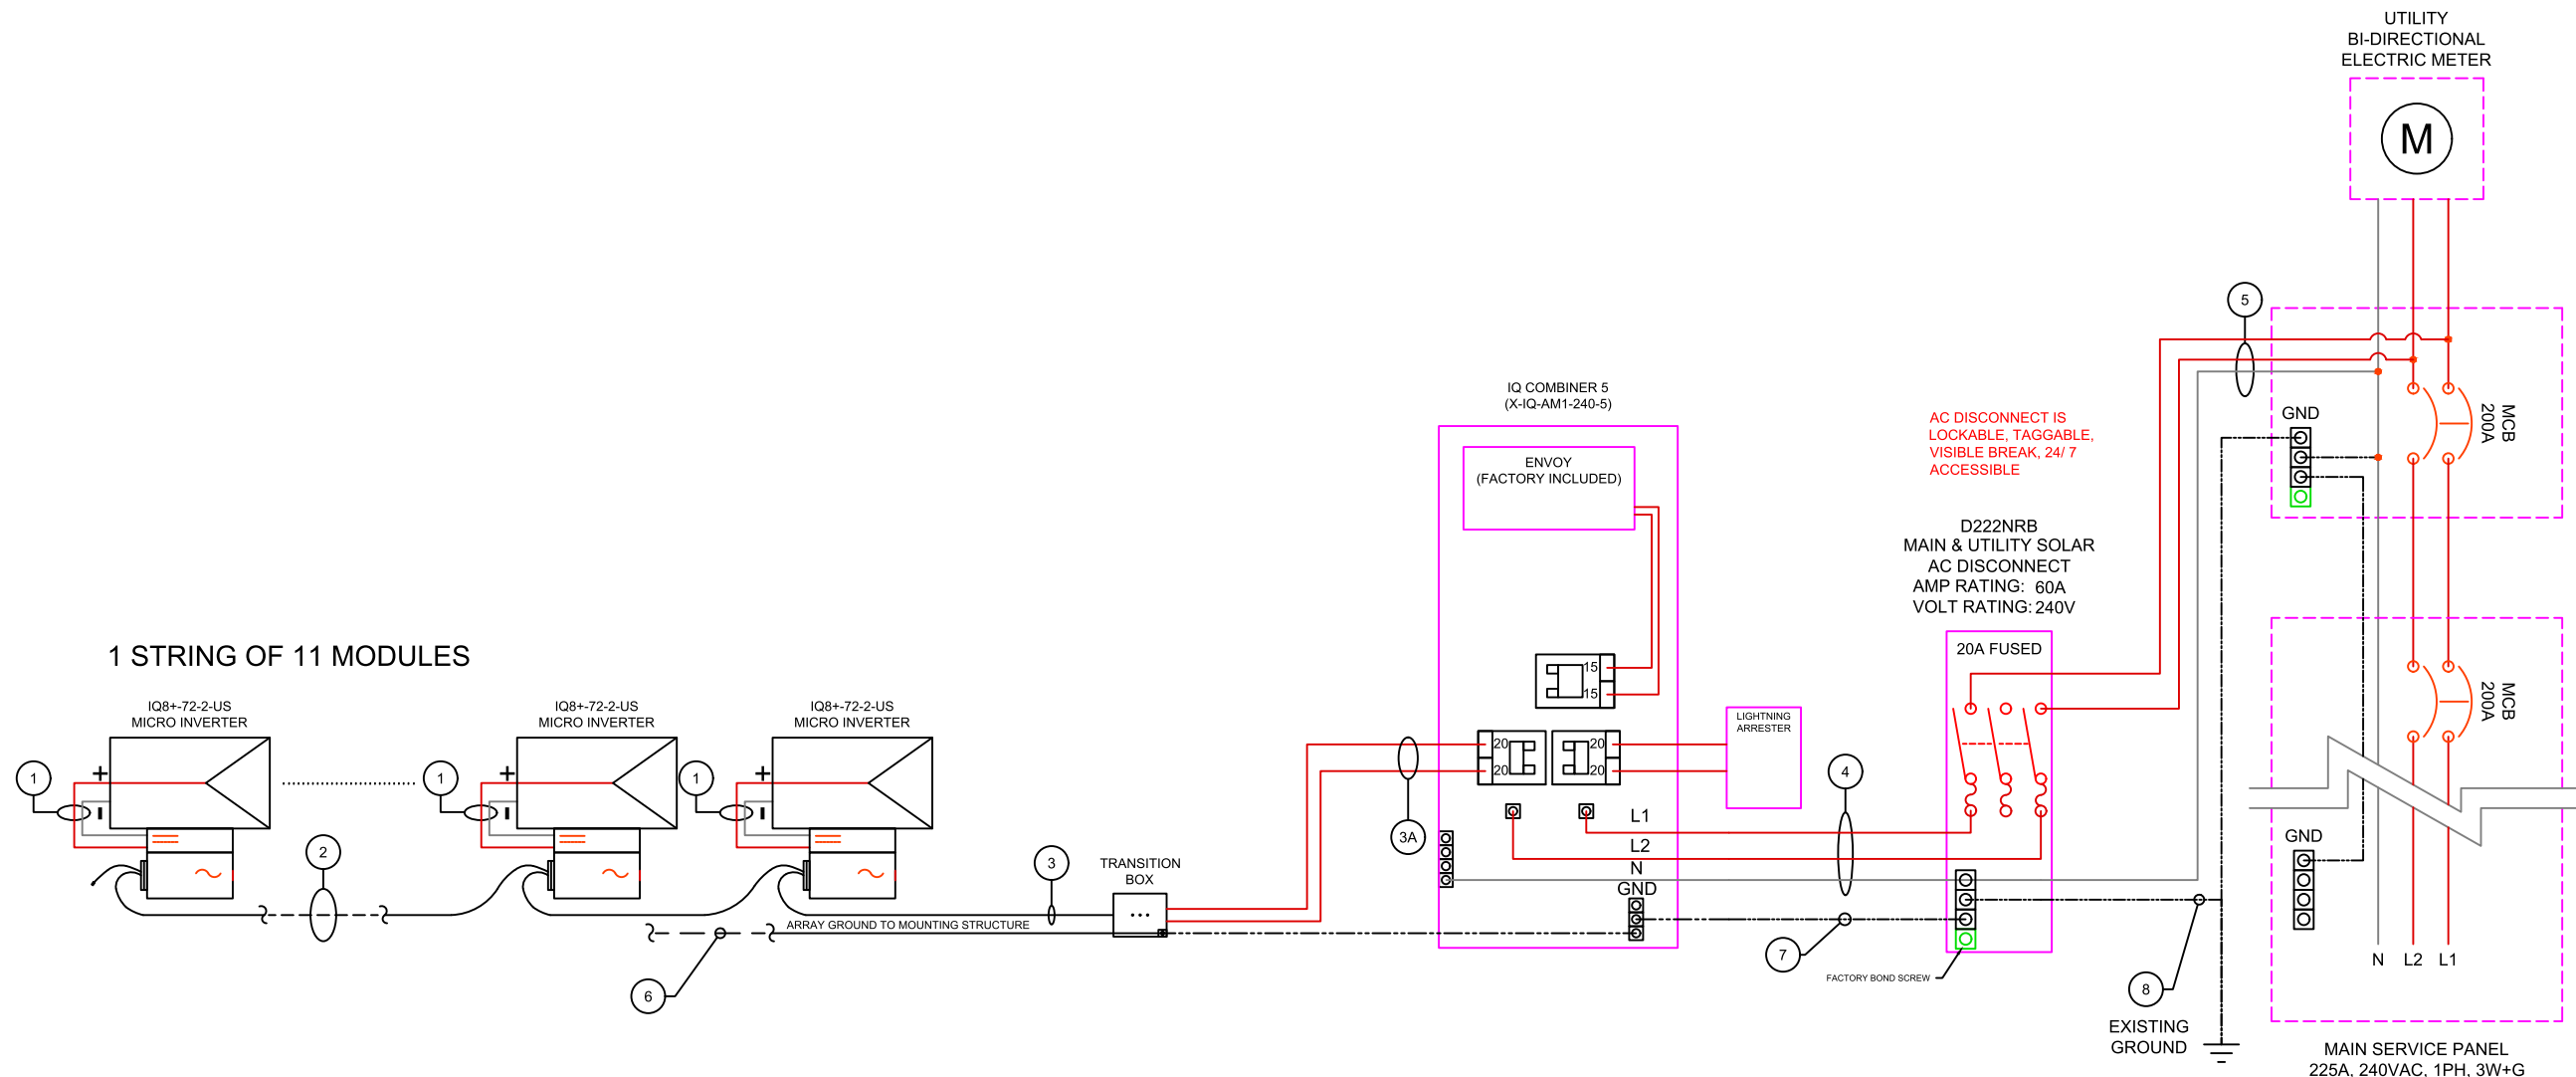 UTILITY
BI-DIRECTIONAL
ELECTRIC METER
M
5
IQ COMBINER 5
(X-IQ-AM1-240-5)
ENVOY
(FACTORY INCLUDED)
15
15
20
20
20
20
LIGHTNING
ARRESTER
3A
L1
L2
N
GND
4
7
AC DISCONNECT IS
LOCKABLE, TAGGABLE,
VISIBLE BREAK, 24/ 7
ACCESSIBLE
D222NRB
MAIN & UTILITY SOLAR
AC DISCONNECT
AMP RATING: 60A
VOLT RATING: 240V
20A FUSED
FACTORY BOND SCREW
GND
MCB
200A
MCB
200A
GND
N L2 L1
8
EXISTING
GROUND
MAIN SERVICE PANEL
225A, 240VAC, 1PH, 3W+G
1 STRING OF 11 MODULES
IQ8+-72-2-US
MICRO INVERTER
IQ8+-72-2-US
MICRO INVERTER
IQ8+-72-2-US
MICRO INVERTER
1
+
-
1
+
-
1
+
-
2
3
TRANSITION
BOX
ARRAY GROUND TO MOUNTING STRUCTURE
6